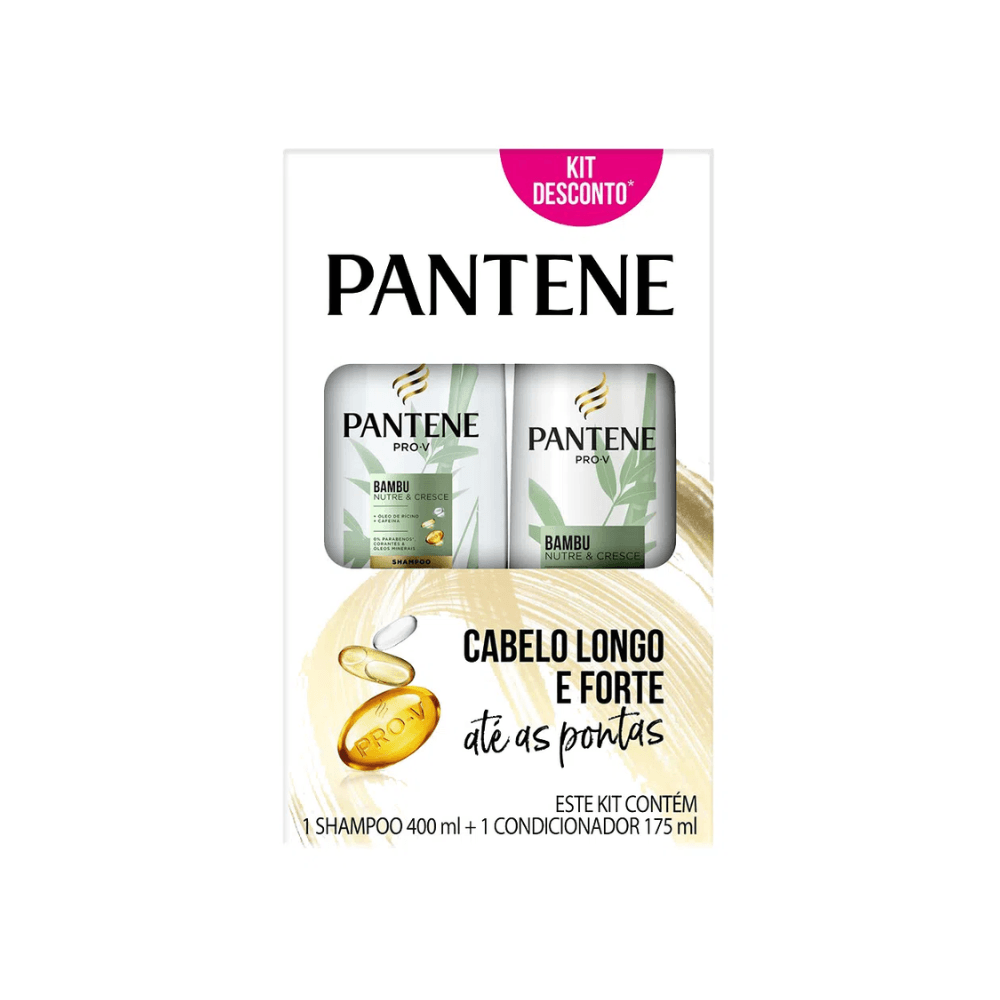 KIT
DESCONTO*
PANTENE
PANTENE
PRO-V
BAMBU
NUTRE & CRESCE
+ ÓLEO DE RÍCINO
+ CAFEÍNA
0% PARABENOS*
CORANTES &
ÓLEOS MINERAIS
SHAMPOO
PANTENE
PRO-V
BAMBU
NUTRE & CRESCE
PRO-V
CABELO LONGO
E FORTE
até as pontas
ESTE KIT CONTÉM
1 SHAMPOO 400 ml + 1 CONDICIONADOR 175 ml